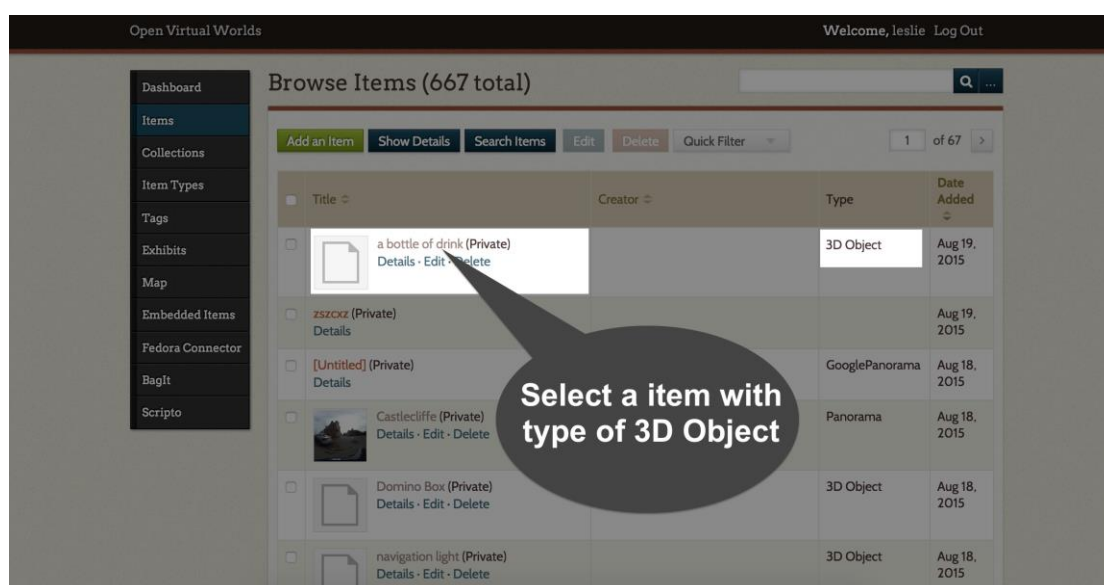 Open Virtual Worlds
Welcome, leslie Log Out
Dashboard
Items
Collections
Item Types
Tags
Exhibits
Map
Embedded Items
Fedora Connector
BagIt
Scripto
Browse Items (667 total)
...
Add an Item Show Details Search Items Edit Delete Quick Filter 1 of 67 >
Title Creator Type Date Added
a bottle of drink (Private) 3D Object Aug 19, 2015
Details · Edit · Delete
zszcxz (Private) Aug 19, 2015
Details
[Untitled] (Private) GooglePanorama Aug 18, 2015
Details
Select a item with
type of 3D Object
Castlecliffe (Private) Panorama Aug 18, 2015
Details · Edit · Delete
Domino Box (Private) 3D Object Aug 18, 2015
Details · Edit · Delete
navigation light (Private) 3D Object Aug 18, 2015
Details · Edit · Delete